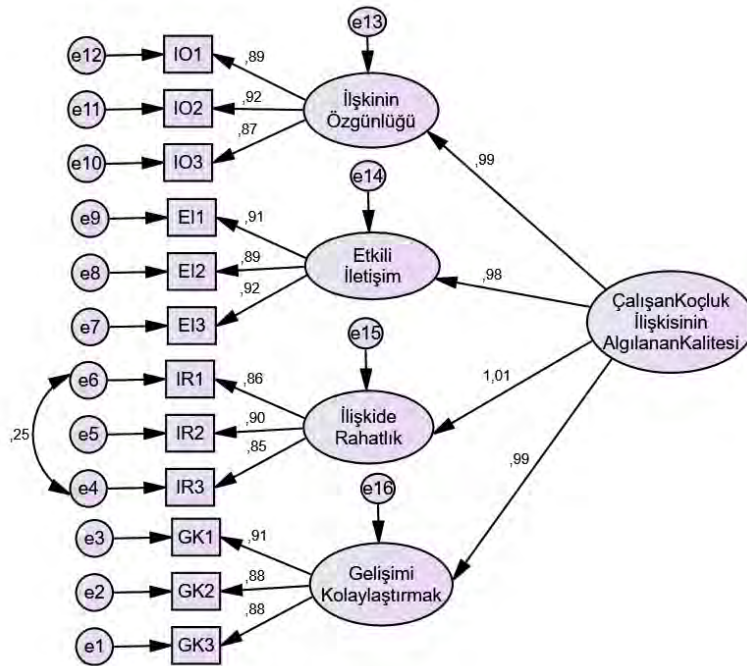 e13
e12
IO1
,89
e11
IO2
,92
İlşkinin
Özgünlüğü
e10
IO3
,87
,99
e14
e9
EI1
,91
e8
EI2
,89
Etkili
İletişim
,98
e7
EI3
,92
ÇalışanKoçluk
İlişkisinin
AlgılananKalitesi
e15
e6
IR1
,86
1,01
,25
e5
IR2
,90
İlişkide
Rahatlık
e4
IR3
,85
,99
e16
e3
GK1
,91
e2
GK2
,88
Gelişimi
Kolaylaştırmak
e1
GK3
,88